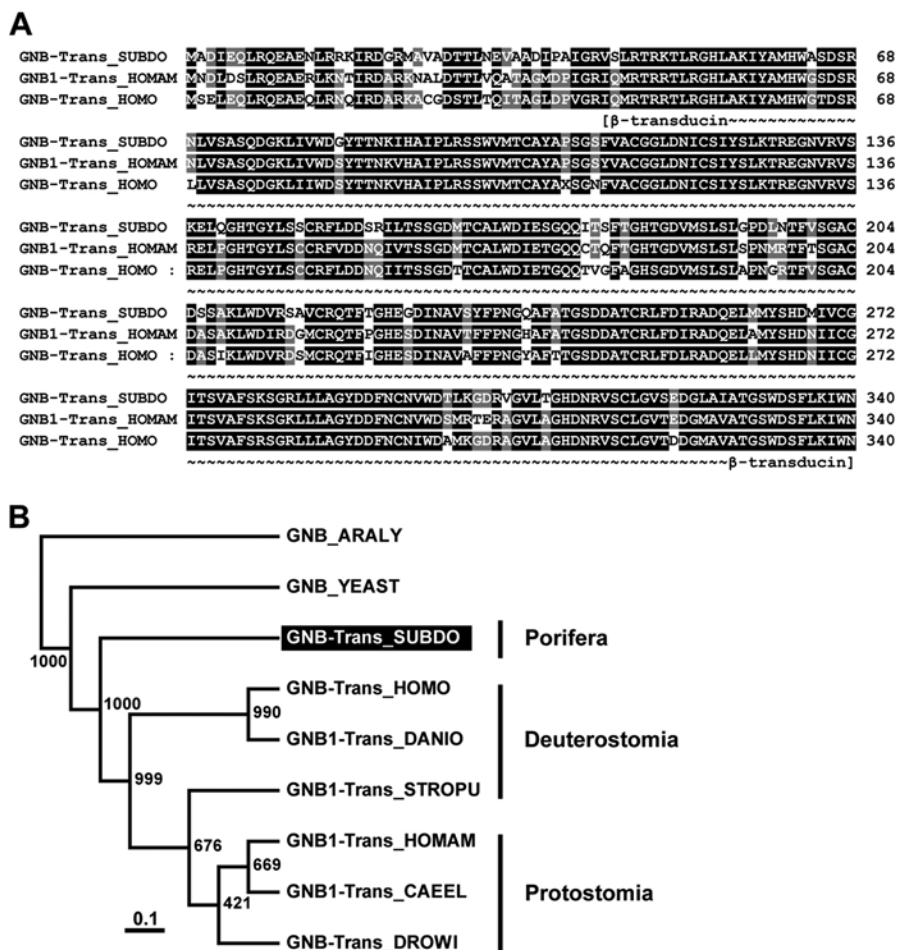 A
GNB-Trans_SUBDO MADIEQLRQEAENLRRKIRDGRMAVADTTLNEVAADIPAIGRVSLRTRKTLRGHLAKIYAMHWASDSR 68
GNB1-Trans_HOMAM MNDLDSLRQEAENLRKNTIRDARKNALDTTLVQATAGMDPIGRIQMRTRRTLRGHLAKIYAMHWGSDSR 68
GNB-Trans_HOMO MSELEQLRQEAEQLRNQIRDARKACGDSTLTQITAGLDPVGRIQMRTRRTLRGHLAKIYAMHWGTDSR 68
[β-transducin~~~~~~~~~~~~~
GNB-Trans_SUBDO NLVSASQDGKLIVWDGYTTNKIHAIPLRSSWVMTCAYAPSGSFVACGGLDNICSIYSLKTREGNVRVS 136
GNB1-Trans_HOMAM NLVSASQDGKLIVWDSYTTNKVHAIPLRSSWVMTCAYAPSGSFVACGGLDNICSIYSLKTREGNVRVS 136
GNB-Trans_HOMO LLVSASQDGKLIIWDSYTTNKVHAIPLRSSWVMTCAYAXSGNFVACGGLDNICSIYSLKTREGNVRVS 136
~~~~~~~~~~~~~~~~~~~~~~~~~~~~~~~~~~~~~~~~~~~~~~~~~~~~~~~~~~~~~~~~~~~~
GNB-Trans_SUBDO KELQGHTGYLSSCRFLDDSRILTSSGDMTCALWDIESGQQITSFTGHTGDVMSLSLGPDLNTFVSGAC 204
GNB1-Trans_HOMAM RELPGHTGYLSCCRFVDDNQIVTSSGDMTCALWDIETGQQCTQFTGHTGDVMSLSLSPNMRTFTSGAC 204
GNB-Trans_HOMO : RELPGHTGYLSCCRFLDDNQIITSSGDTTCALWDIETGQQTVGFAGHSGDVMSLSLAPNGRTFVSGAC 204
~~~~~~~~~~~~~~~~~~~~~~~~~~~~~~~~~~~~~~~~~~~~~~~~~~~~~~~~~~~~~~~~~~~~
GNB-Trans_SUBDO DSSAKLWDVRSAVCRQTFTGHEGDINAVSYFPNGQAFATGSDDATCRLFDIRADQELMMYSHDMIVCG 272
GNB1-Trans_HOMAM DASAKLWDIRDGMCRQTFPGHESDINAVTFFPNGHAFATGSDDATCRLFDIRADQELAMYSHDNIICG 272
GNB-Trans_HOMO : DASIKLWDVRDSMCRQTFIGHESDINAVAFFPNGYAFTTGSDDATCRLFDLRADQELLMYSHDNIICG 272
~~~~~~~~~~~~~~~~~~~~~~~~~~~~~~~~~~~~~~~~~~~~~~~~~~~~~~~~~~~~~~~~~~~~
GNB-Trans_SUBDO ITSVAFSKSGRLLLAGYDDFNCNVWDTLKGDRVGVLTGHDNRVSCLGVSEDGLAIATGSWDSFLKIWN 340
GNB1-Trans_HOMAM ITSVAFSKSGRLLLAGYDDFNCNVWDSMRTERAGVLAGHDNRVSCLGVTEDGMAVATGSWDSFLKIWN 340
GNB-Trans_HOMO ITSVAFSRSGRLLLAGYDDFNCNIWDAMKGDRAGVLAGHDNRVSCLGVTDDGMAVATGSWDSFLKIWN 340
~~~~~~~~~~~~~~~~~~~~~~~~~~~~~~~~~~~~~~~~~~~~~~~~~~~~~~~β-transducin]
B
GNB_ARALY
GNB_YEAST
GNB-Trans_SUBDO Porifera
1000
GNB-Trans_HOMO
1000
990
Deuterostomia
GNB1-Trans_DANIO
999
GNB1-Trans_STROPU
GNB1-Trans_HOMAM
676
669
GNB1-Trans_CAEEL Protostomia
421
0.1
GNB-Trans_DROWI